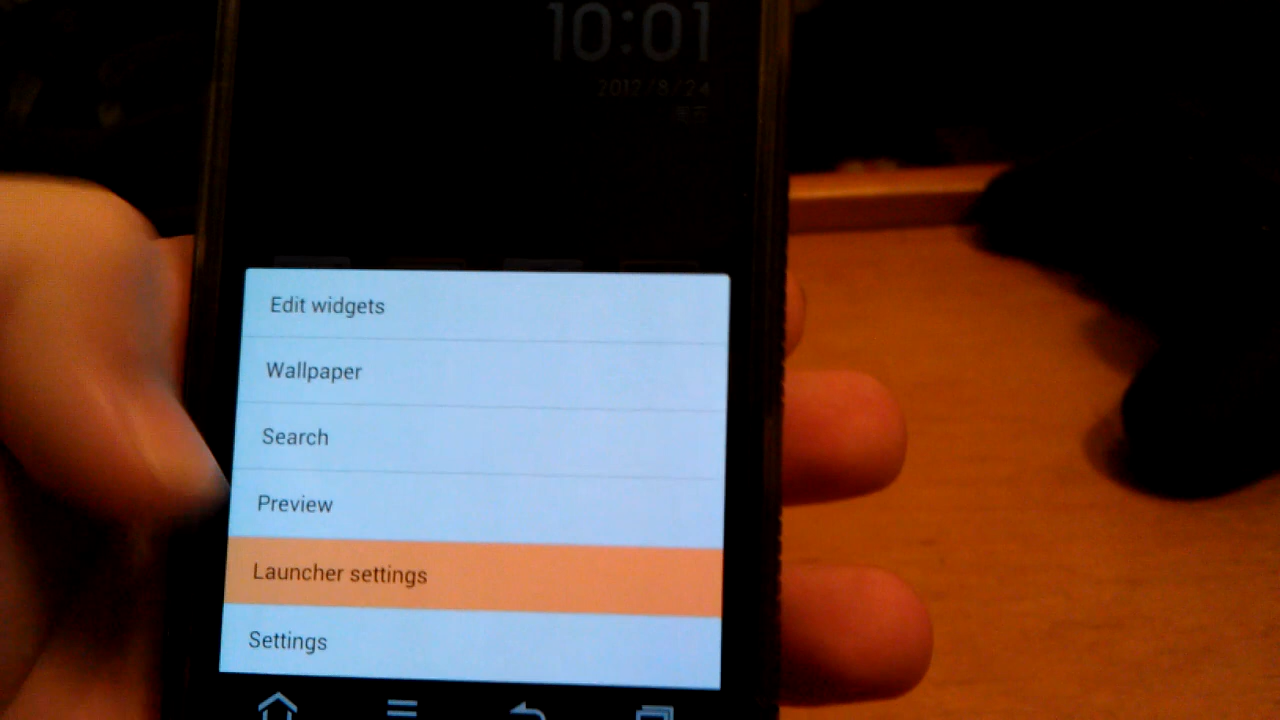 10:01
2012/8/24
Edit widgets
Wallpaper
Search
Preview
Launcher settings
Settings